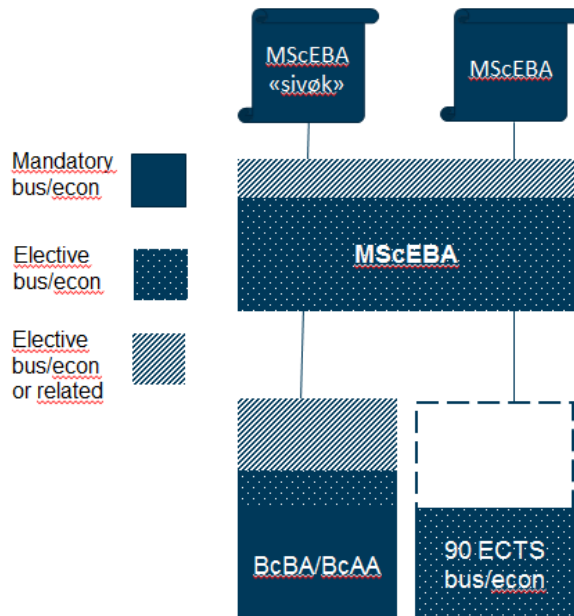 MScEBA
«sivøk»
MScEBA
Mandatory
bus/econ
MScEBA
Elective
bus/econ
Elective
bus/econ
or related
BcBA/BcAA
90 ECTS
bus/econ